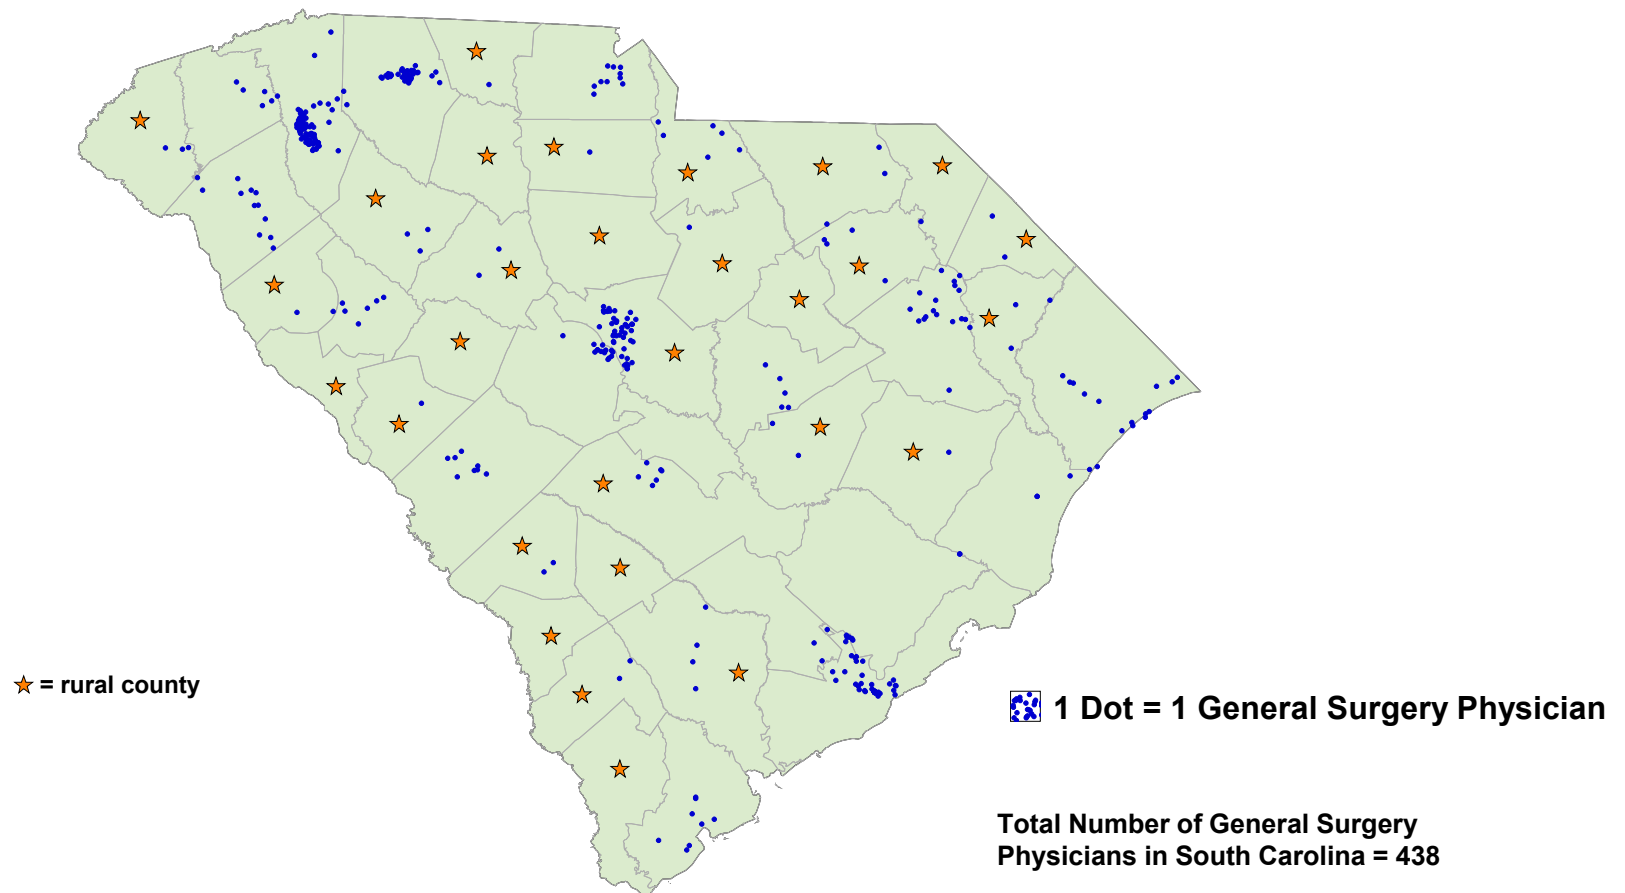 = rural county
1 Dot = 1 General Surgery Physician
Total Number of General Surgery
Physicians in South Carolina = 438